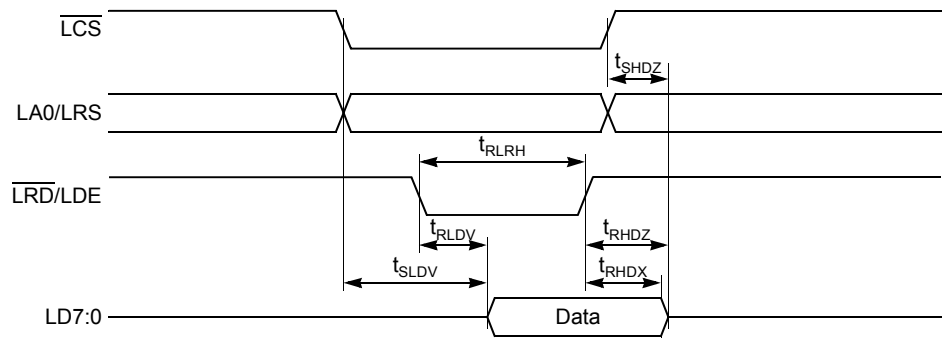 LCS
tSHDZ
LA0/LRS
tRLRH
LRD/LDE
tRLDV
tRHDZ
tSLDV
tRHDX
LD7:0
Data